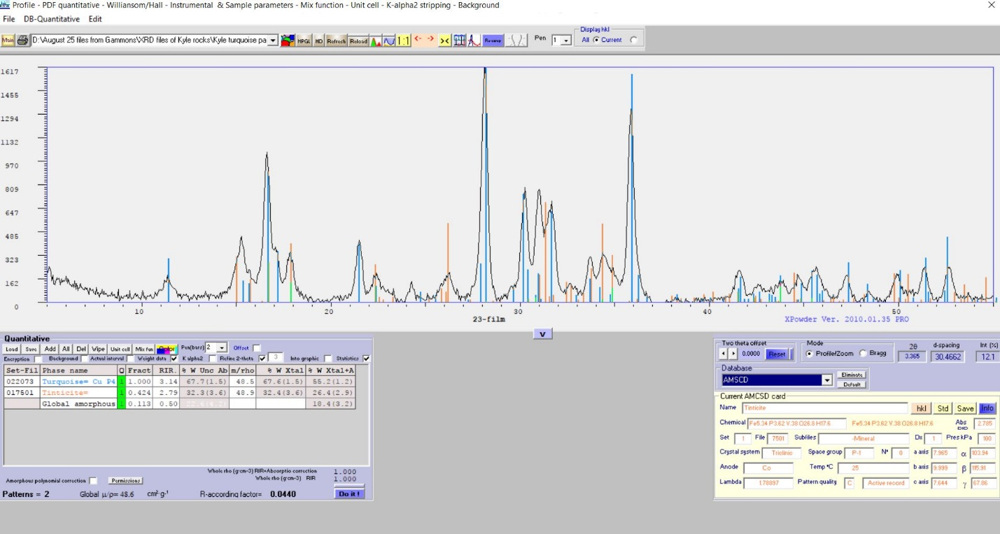 Profile - PDF quantitative - Williansom/Hall - Instrumental & Sample parameters - Mix function - Unit cell - K-alpha2 stripping - Background
File DB-Quantitative Edit
Display hkl
Main D:\August 25 files from Gammons\XRD files of Kyle rocks\Kyle turquoise pa HPGL HD Refresh Reload 1:1 Pen 1 All Current
1617
1455
1294
1132
970
809
647
485
323
162
0
10 20 30 40 50
23-film
XPowder Ver. 2010.01.35 PRO
V
Quantitative
Load Save Add All Del Wipe Unit cell Mix fun Color Pen(bars) 2 Offset
Encryption Background Actual interval Weight data K alpha2 Refine 2-theta 3 Into graphic Statistics
Set-Fil Phase name Q Fract RIR. % W Unc Ab m/rho % W Xtal % W Xtal+A
022073 Turquoise= Cu P4 1 1.000 3.14 67.7(1.5) 48.5 67.6(1.5) 55.2(1.2)
017501 Tinticite= 1 0.424 2.79 32.3(3.6) 48.9 32.4(3.6) 26.4(2.9)
Global amorphous 1 0.113 0.50 18.4(3.2)
Whole rho (g·cm-3) RIR+Absorptio correction 1.000
Whole rho (g·cm-3) RIR 1.000
Amorphous polynomial correction Permissions
Patterns = 2 Global µ/ρ= 48.6 cm²·g-¹ R-according factor= 0.0440 Do it !
Two theta offset
0.0000 Reset
Mode
Profile/Zoom Bragg
2θ d-spacing Int (%)
3.365 30.4662 12.1
Database
AMSCD
Eliminate
Default
Current AMCSD card
Name Tinticite hkl Std Save Info
Chemical Fe5.34 P3.62 V.38 O26.8 H17.6 Fe5.34 P3.62 V.38 O26.8 H17.6 Abs 2.785
Set 1 File 7501 Subfiles -Mineral Dx 1 Pres kPa 100
Crystal system Triclinic Space group P-1 Nº 0 a axis 7.965 α 103.94
Anode Co Temp ºC 25 b axis 9.999 β 115.91
Lambda 1.78897 Pattern quality C Active record c axis 7.644 γ 67.86